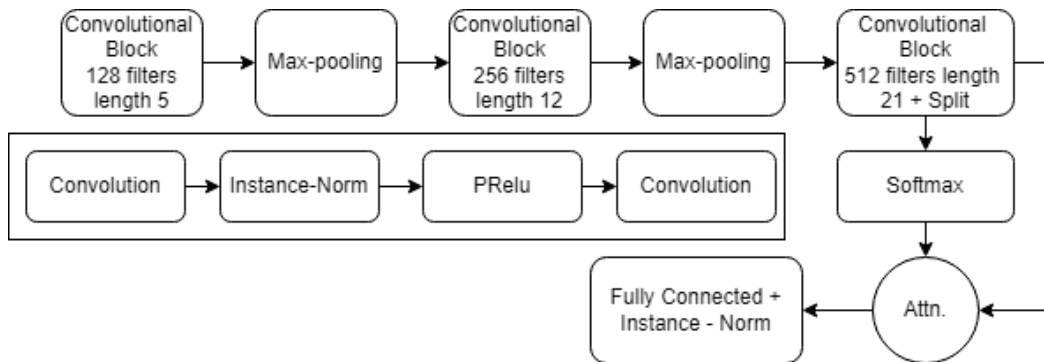 Convolutional
Block
128 filters
length 5
Max-pooling
Convolutional
Block
256 filters
length 12
Max-pooling
Convolutional
Block
512 filters length
21 + Split
Convolution
Instance-Norm
PRelu
Convolution
Softmax
Fully Connected +
Instance - Norm
Attn.